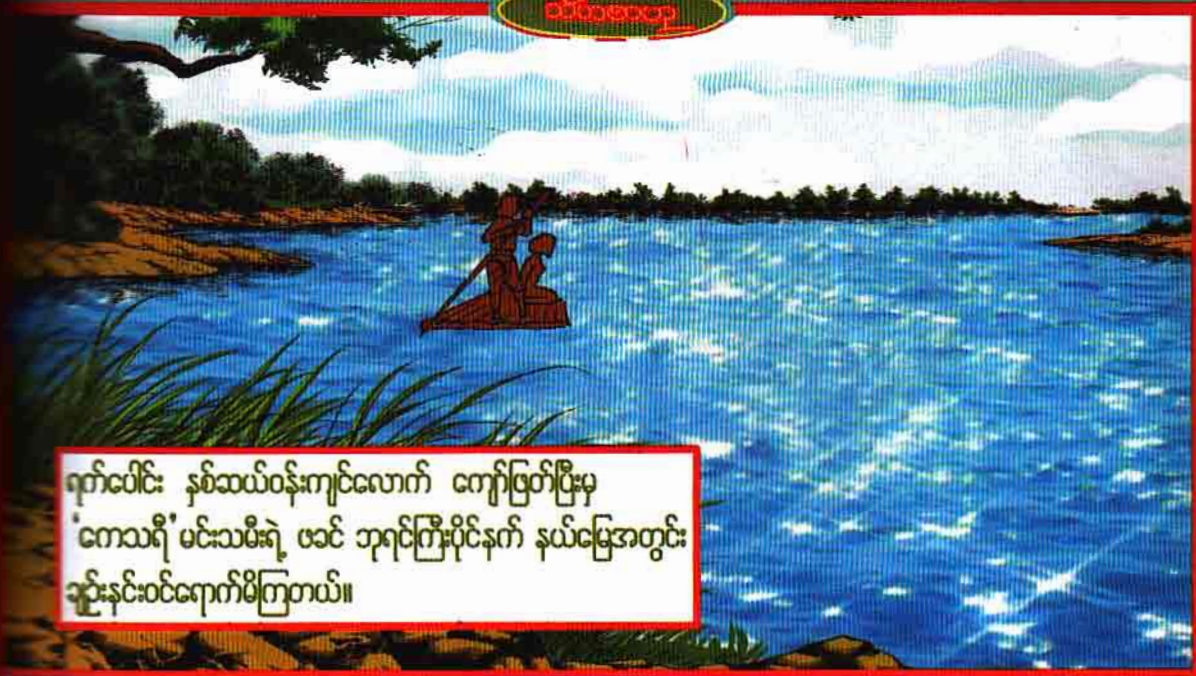 ရက်ပေါင်း နှစ်ဆယ်ဝန်းကျင်လောက် ကျော်ဖြတ်ပြီးမှ
'ကေသရီ' မင်းသမီးရဲ့ ဖခင် ဘုရင်ကြီးပိုင်နက် နယ်မြေအတွင်း
ချဉ်းနင်းဝင်ရောက်မိကြတယ်။